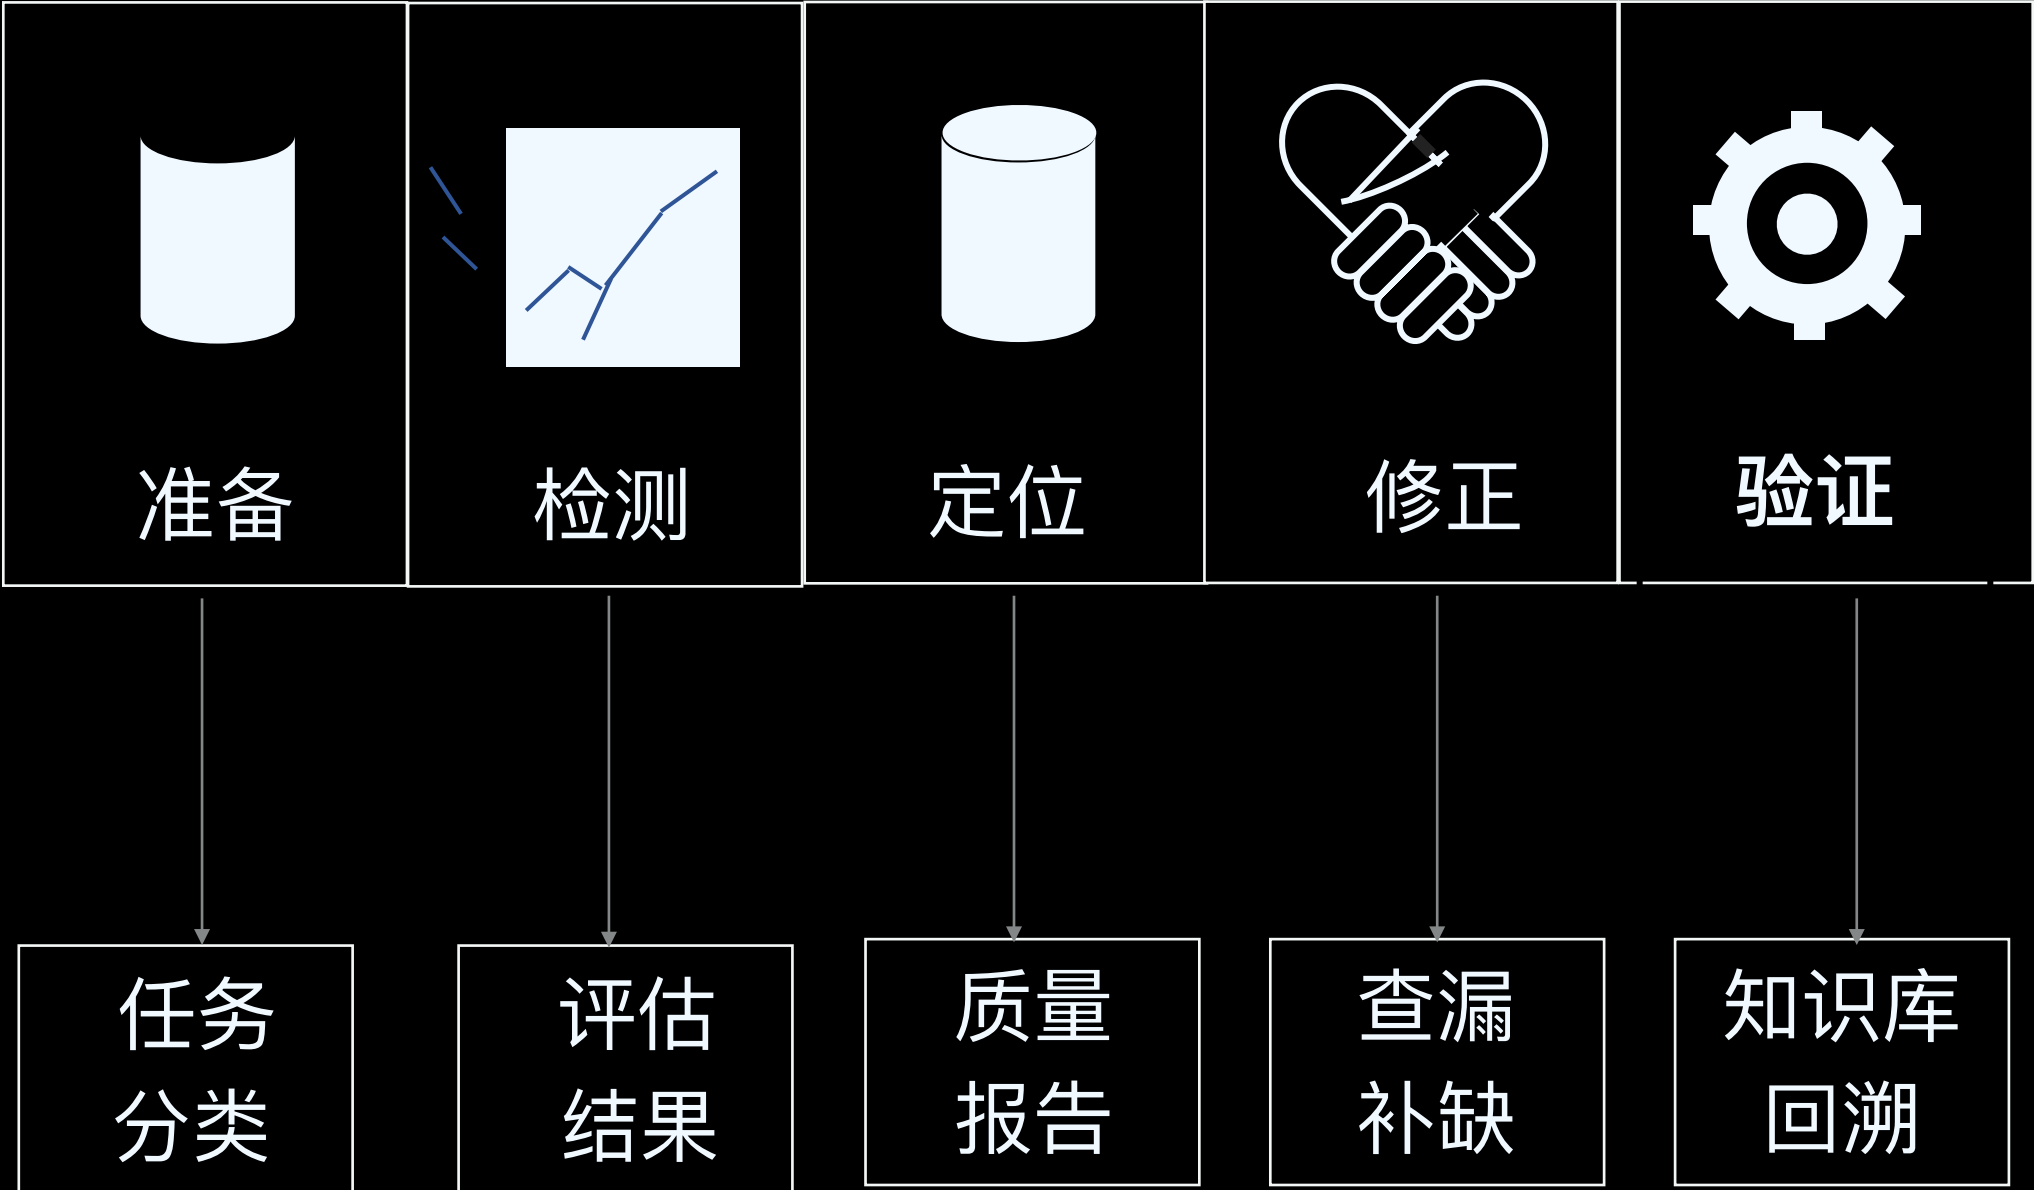 准备
检测
定位
修正
验证
任务
分类
评估
结果
质量
报告
查漏
补缺
知识库
回溯